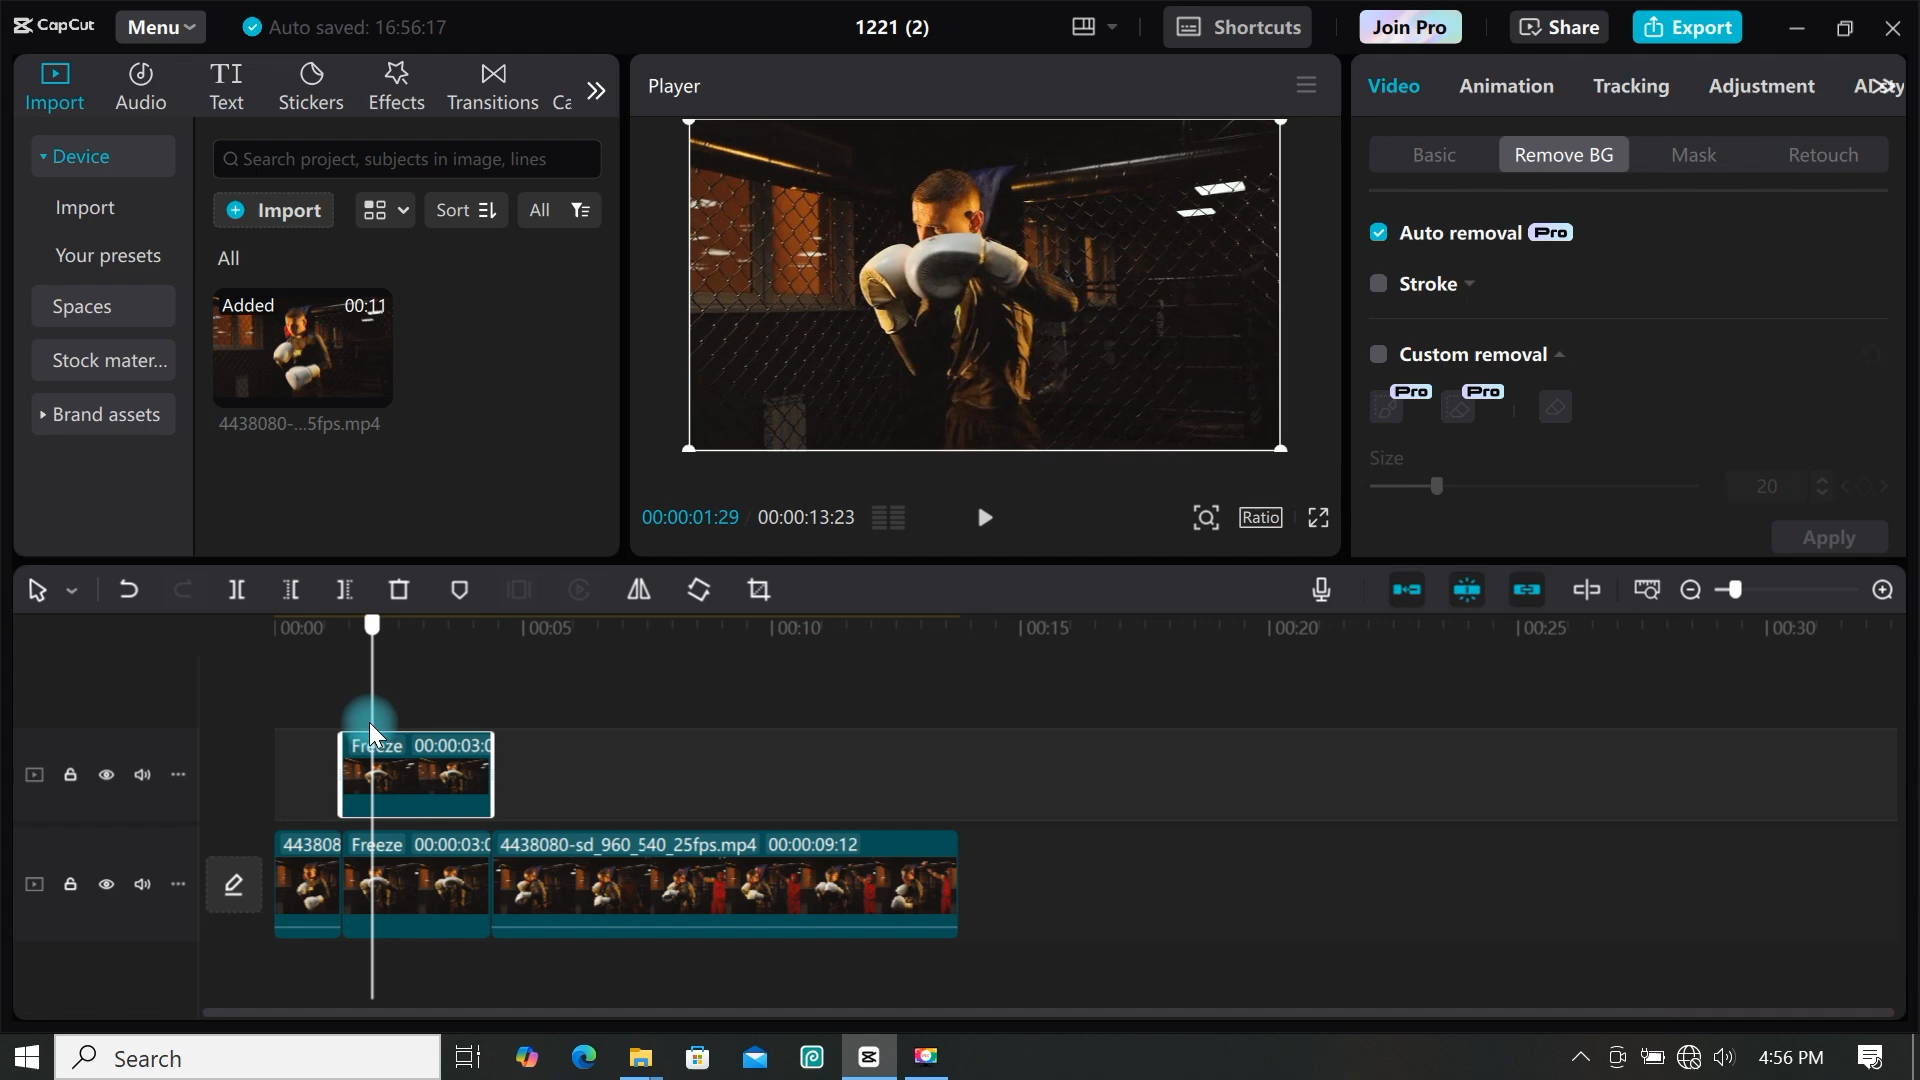 CapCut Menu Auto saved: 16:56:17 1221 (2) Shortcuts Join Pro Share Export
Import Audio Text Stickers Effects Transitions Ca
Player
Video Animation Tracking Adjustment
Device
Import
Your presets
Spaces
Stock mater...
Brand assets
Search project, subjects in image, lines
Import Sort All
All
Added 00:11
4438080-...5fps.mp4
00:00:01:29 00:00:13:23 Ratio
Basic Remove BG Mask Retouch
Auto removal Pro
Stroke
Custom removal
Pro Pro
Size
20
Apply
00:00 00:05 00:10 00:15 00:20 00:25 00:30
Freeze 00:00:03:0
443808 Freeze 00:00:03:0 4438080-sd_960_540_25fps.mp4 00:00:09:12
Search 4:56 PM